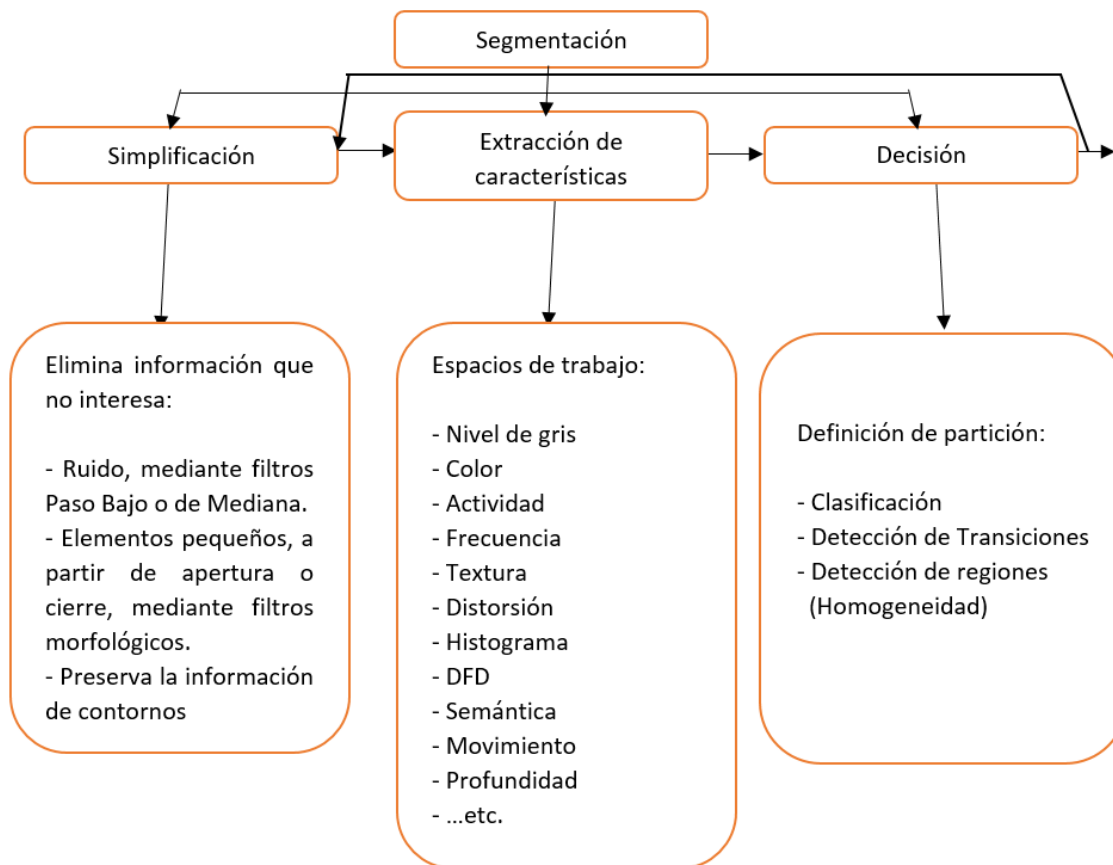 Segmentación
Simplificación
Extracción de
características
Decisión
Elimina información que
no interesa:
- Ruido, mediante filtros
Paso Bajo o de Mediana.
- Elementos pequeños, a
partir de apertura o
cierre, mediante filtros
morfológicos.
- Preserva la información
de contornos
Espacios de trabajo:
- Nivel de gris
- Color
- Actividad
- Frecuencia
- Textura
- Distorsión
- Histograma
- DFD
- Semántica
- Movimiento
- Profundidad
- ...etc.
Definición de partición:
- Clasificación
- Detección de Transiciones
- Detección de regiones
(Homogeneidad)